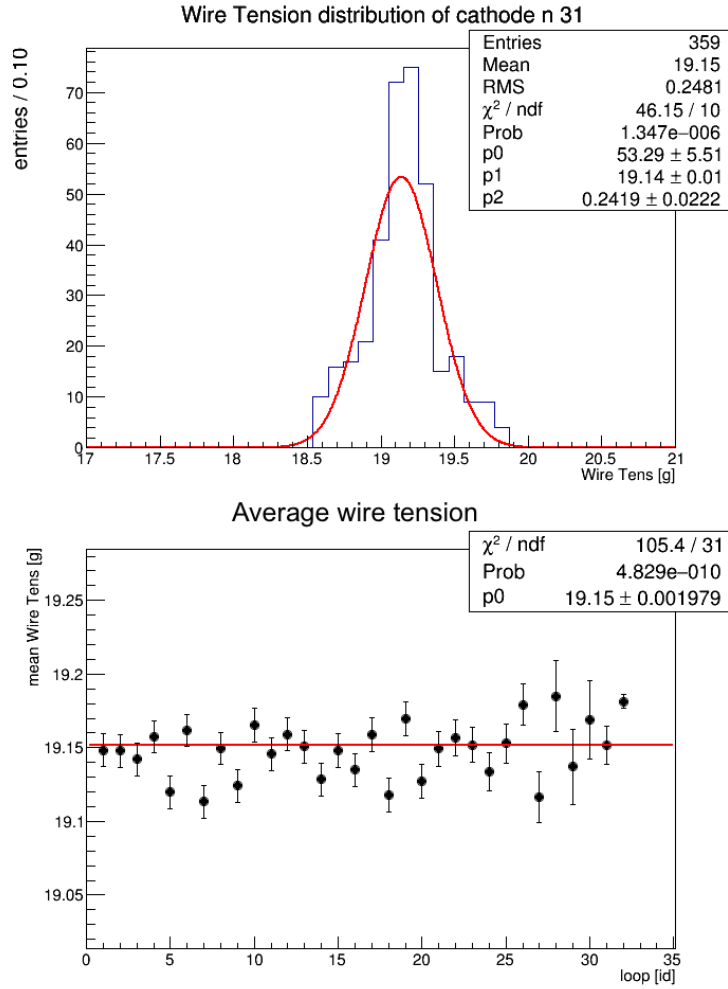 Wire Tension distribution of cathode n 31
entries / 0.10
Entries 359
Mean 19.15
RMS 0.2481
χ² / ndf 46.15 / 10
Prob 1.347e−006
p0 53.29 ± 5.51
p1 19.14 ± 0.01
p2 0.2419 ± 0.0222
70
60
50
40
30
20
10
0
17 17.5 18 18.5 19 19.5 20 20.5 21
Wire Tens [g]
Average wire tension
mean Wire Tens [g]
χ² / ndf 105.4 / 31
Prob 4.829e−010
p0 19.15 ± 0.001979
19.25
19.2
19.15
19.1
19.05
0 5 10 15 20 25 30 35
loop [id]